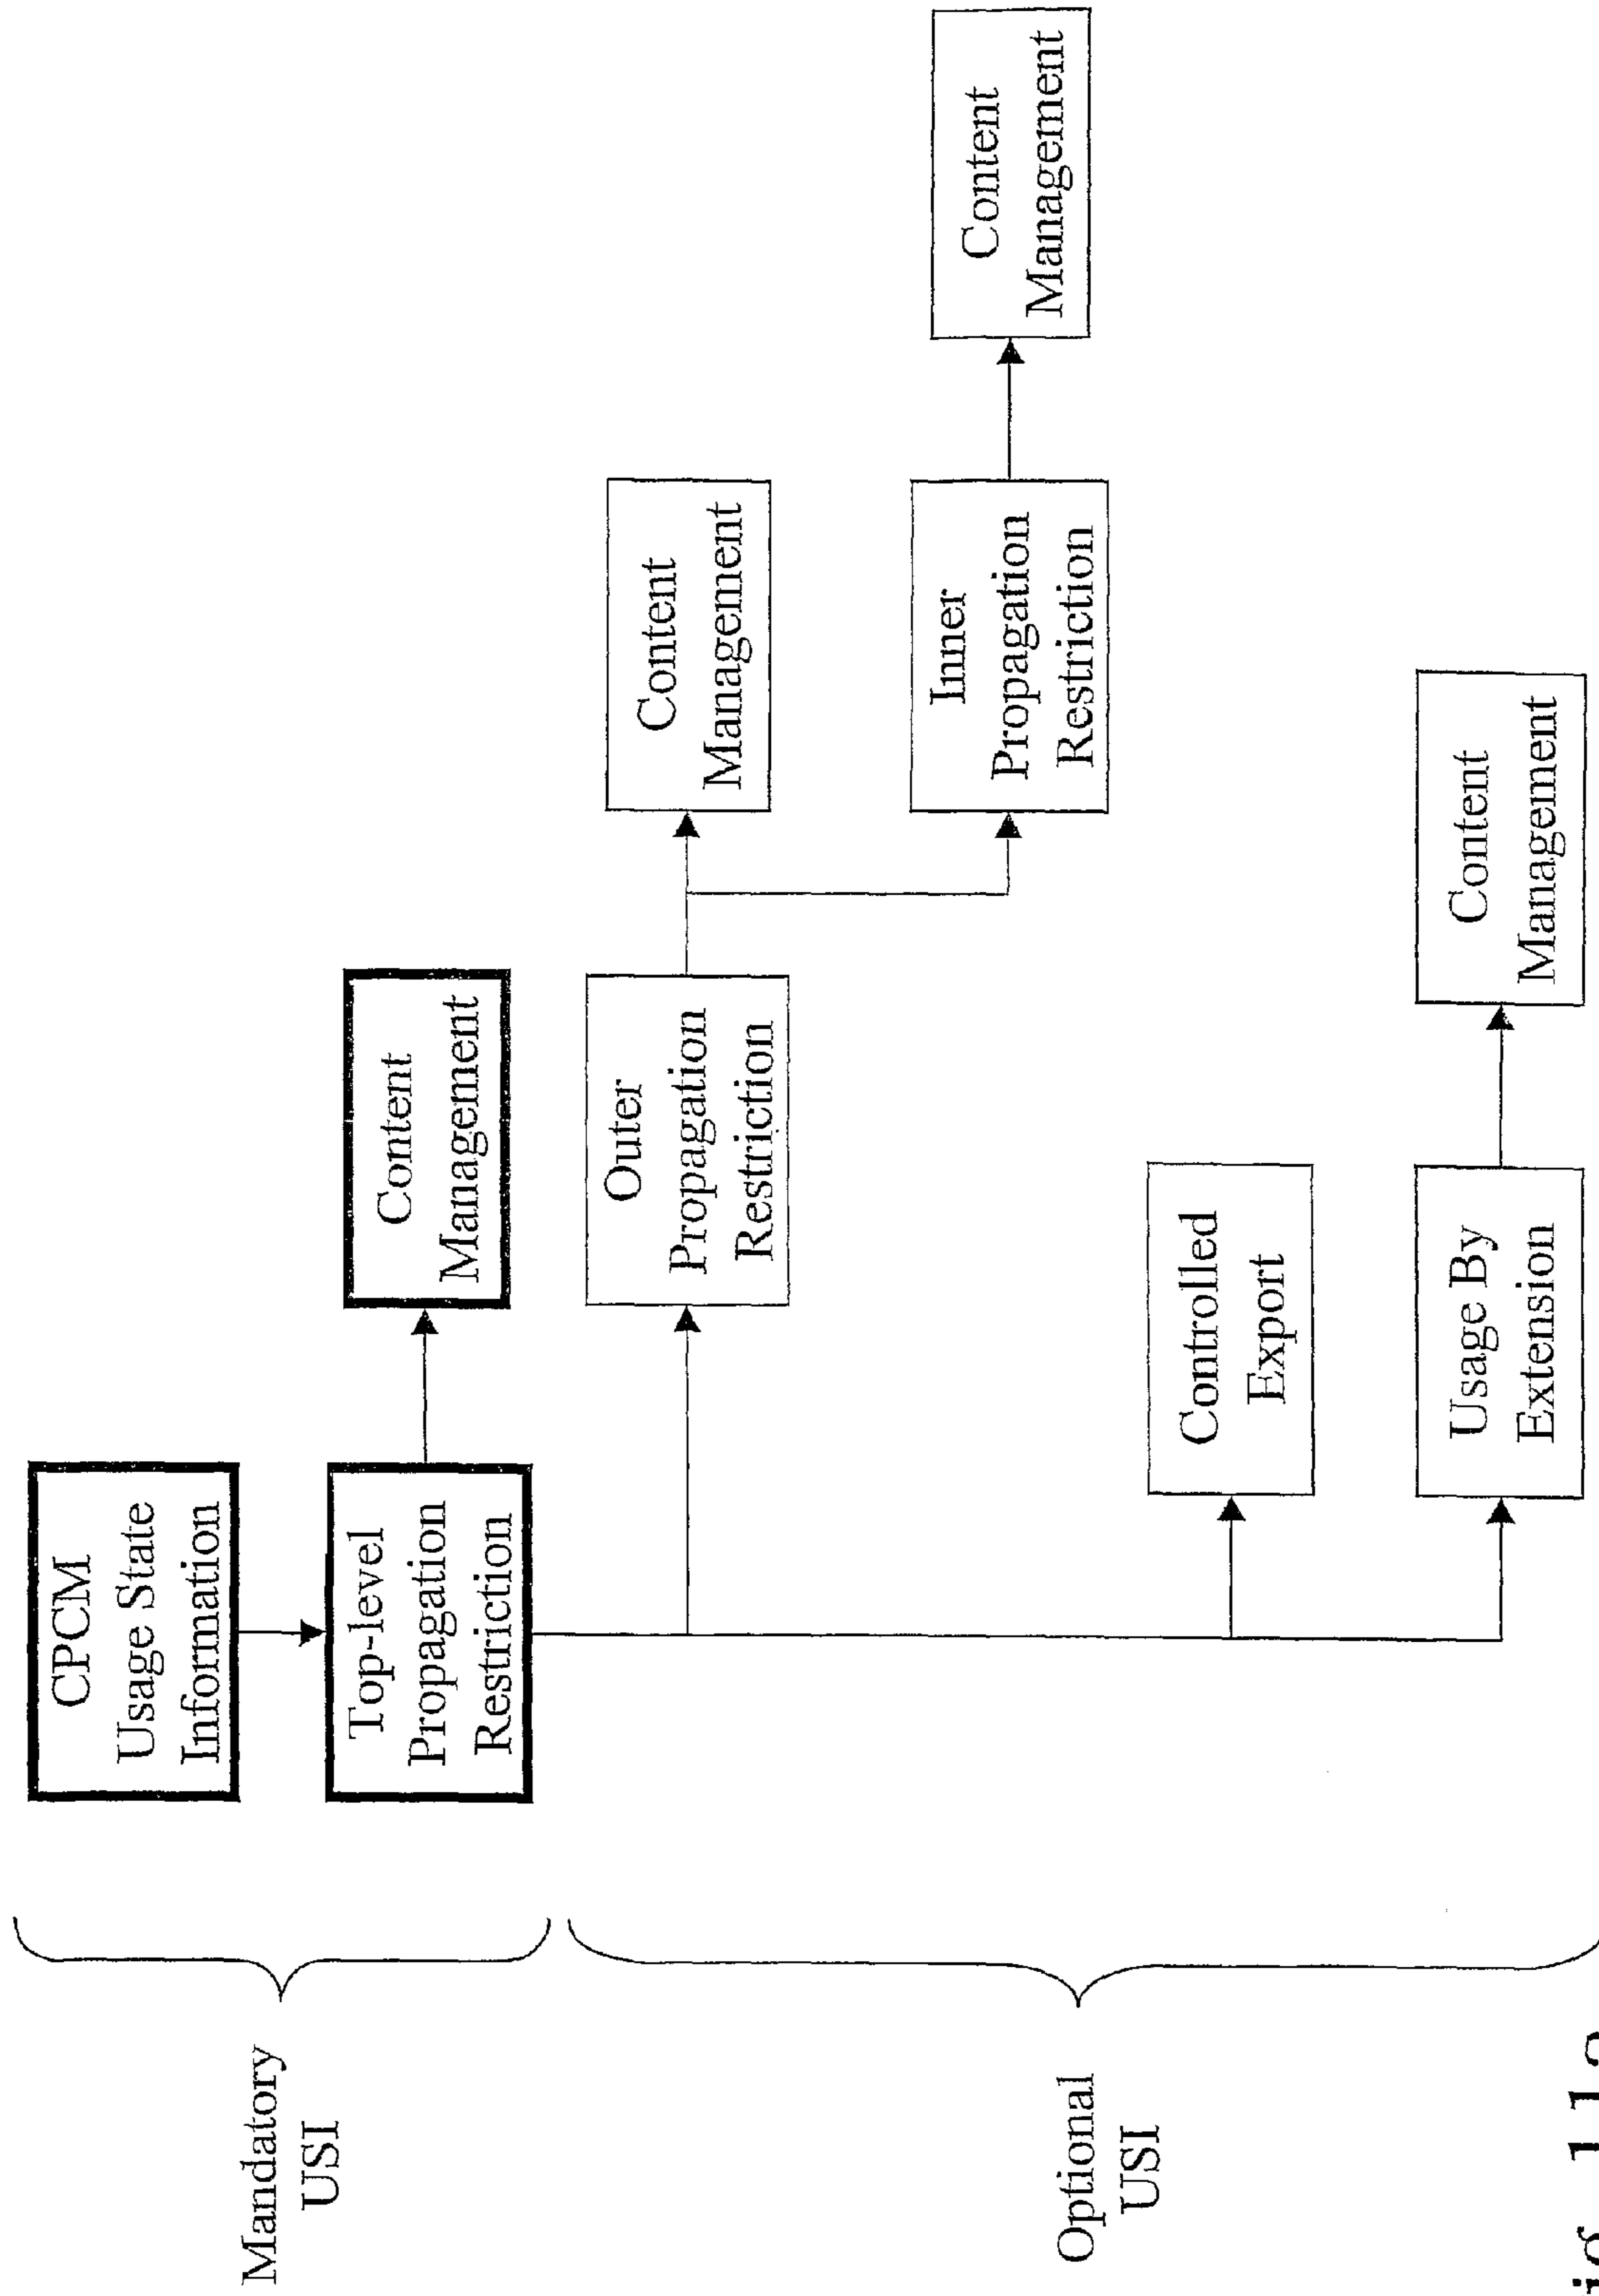 Mandatory
USI
CPCM
Usage State
Information
Top-level
Propagation
Restriction
Content
Management
Optional
USI
Outer
Propagation
Restriction
Content
Management
Inner
Propagation
Restriction
Content
Management
Controlled
Export
Usage By
Extension
Content
Management